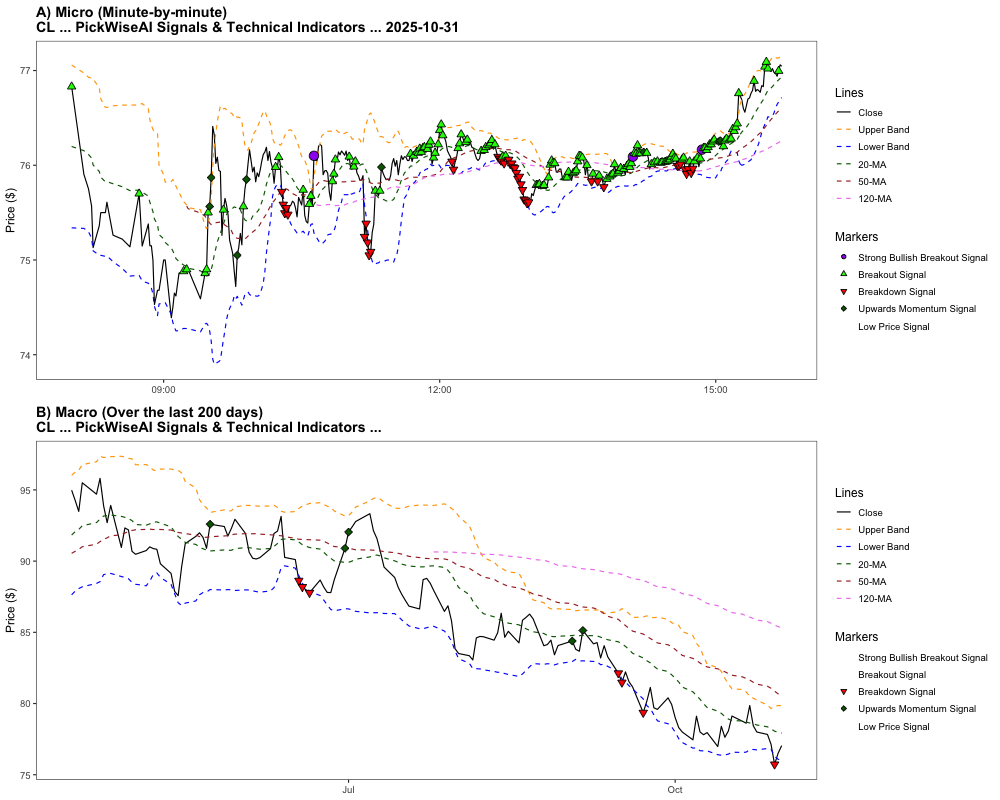 A) Micro (Minute-by-minute)
CL ... PickWiseAI Signals & Technical Indicators ... 2025-10-31
Price ($)
77
76
75
74
09:00
12:00
15:00
Lines
Close
Upper Band
Lower Band
20-MA
50-MA
120-MA
Markers
Strong Bullish Breakout Signal
Breakout Signal
Breakdown Signal
Upwards Momentum Signal
Low Price Signal
B) Macro (Over the last 200 days)
CL ... PickWiseAI Signals & Technical Indicators ...
Price ($)
95
90
85
80
75
Jul
Oct
Lines
Close
Upper Band
Lower Band
20-MA
50-MA
120-MA
Markers
Strong Bullish Breakout Signal
Breakout Signal
Breakdown Signal
Upwards Momentum Signal
Low Price Signal